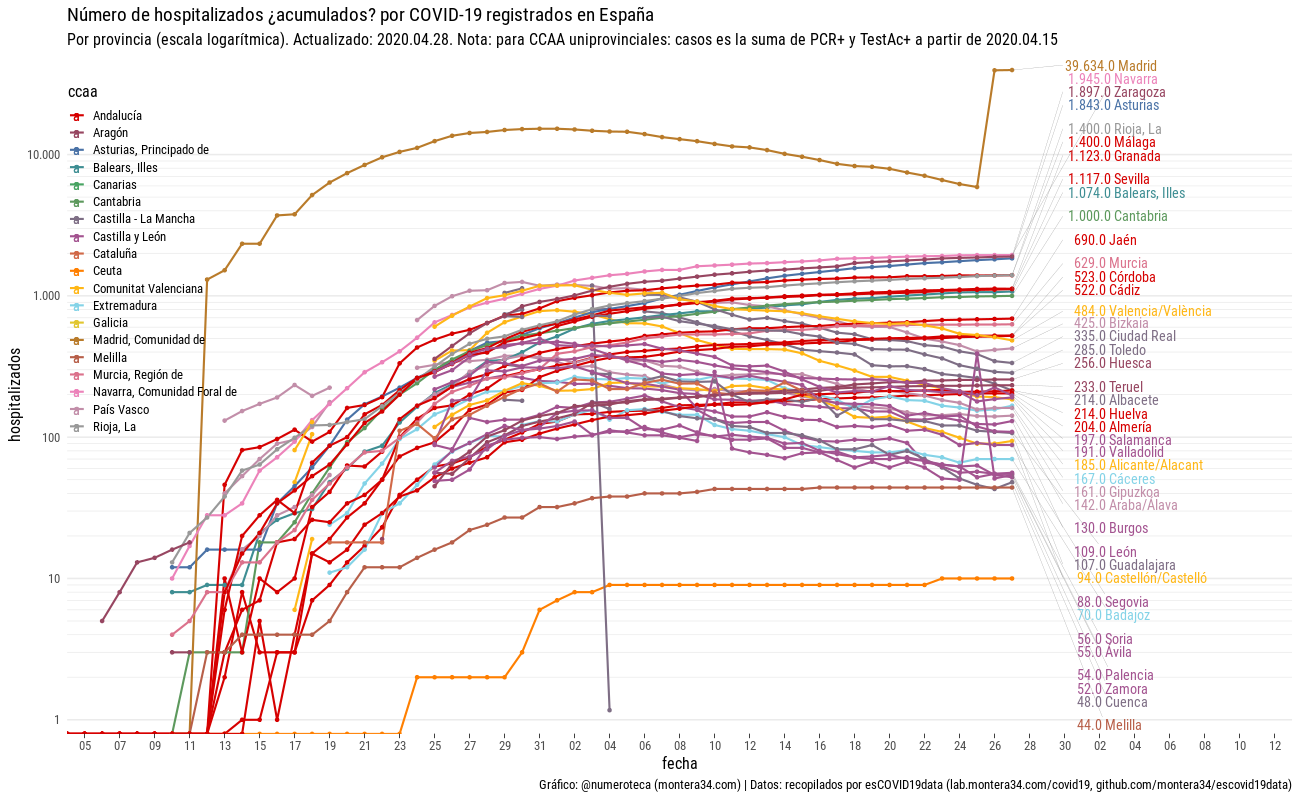 Número de hospitalizados ¿acumulados? por COVID-19 registrados en España
Por provincia (escala logarítmica). Actualizado: 2020.04.28. Nota: para CCAA uniprovinciales: casos es la suma de PCR+ y TestAc+ a partir de 2020.04.15
ccaa
Andalucía
Aragón
Asturias, Principado de
Balears, Illes
Canarias
Cantabria
Castilla - La Mancha
Castilla y León
Cataluña
Ceuta
Comunitat Valenciana
Extremadura
Galicia
Madrid, Comunidad de
Melilla
Murcia, Región de
Navarra, Comunidad Foral de
País Vasco
Rioja, La
hospitalizados
10.000
1.000
100
10
1
39.634.0 Madrid
1.945.0 Navarra
1.897.0 Zaragoza
1.843.0 Asturias
1.400.0 Rioja, La
1.400.0 Málaga
1.123.0 Granada
1.117.0 Sevilla
1.074.0 Balears, Illes
1.000.0 Cantabria
690.0 Jaén
629.0 Murcia
523.0 Córdoba
522.0 Cádiz
484.0 Valencia/València
425.0 Bizkaia
335.0 Ciudad Real
285.0 Toledo
256.0 Huesca
233.0 Teruel
214.0 Albacete
214.0 Huelva
204.0 Almería
197.0 Salamanca
191.0 Valladolid
185.0 Alicante/Alacant
167.0 Cáceres
161.0 Gipuzkoa
142.0 Araba/Álava
130.0 Burgos
109.0 León
107.0 Guadalajara
94.0 Castellón/Castelló
88.0 Segovia
70.0 Badajoz
56.0 Soria
55.0 Ávila
54.0 Palencia
52.0 Zamora
48.0 Cuenca
44.0 Melilla
05 07 09 11 13 15 17 19 21 23 25 27 29 31 02 04 06 08 10 12 14 16 18 20 22 24 26 28 30 02 04 06 08 10 12
fecha
Gráfico: @numeroteca (montera34.com) | Datos: recopilados por esCOVID19data (lab.montera34.com/covid19, github.com/montera34/escovid19data)